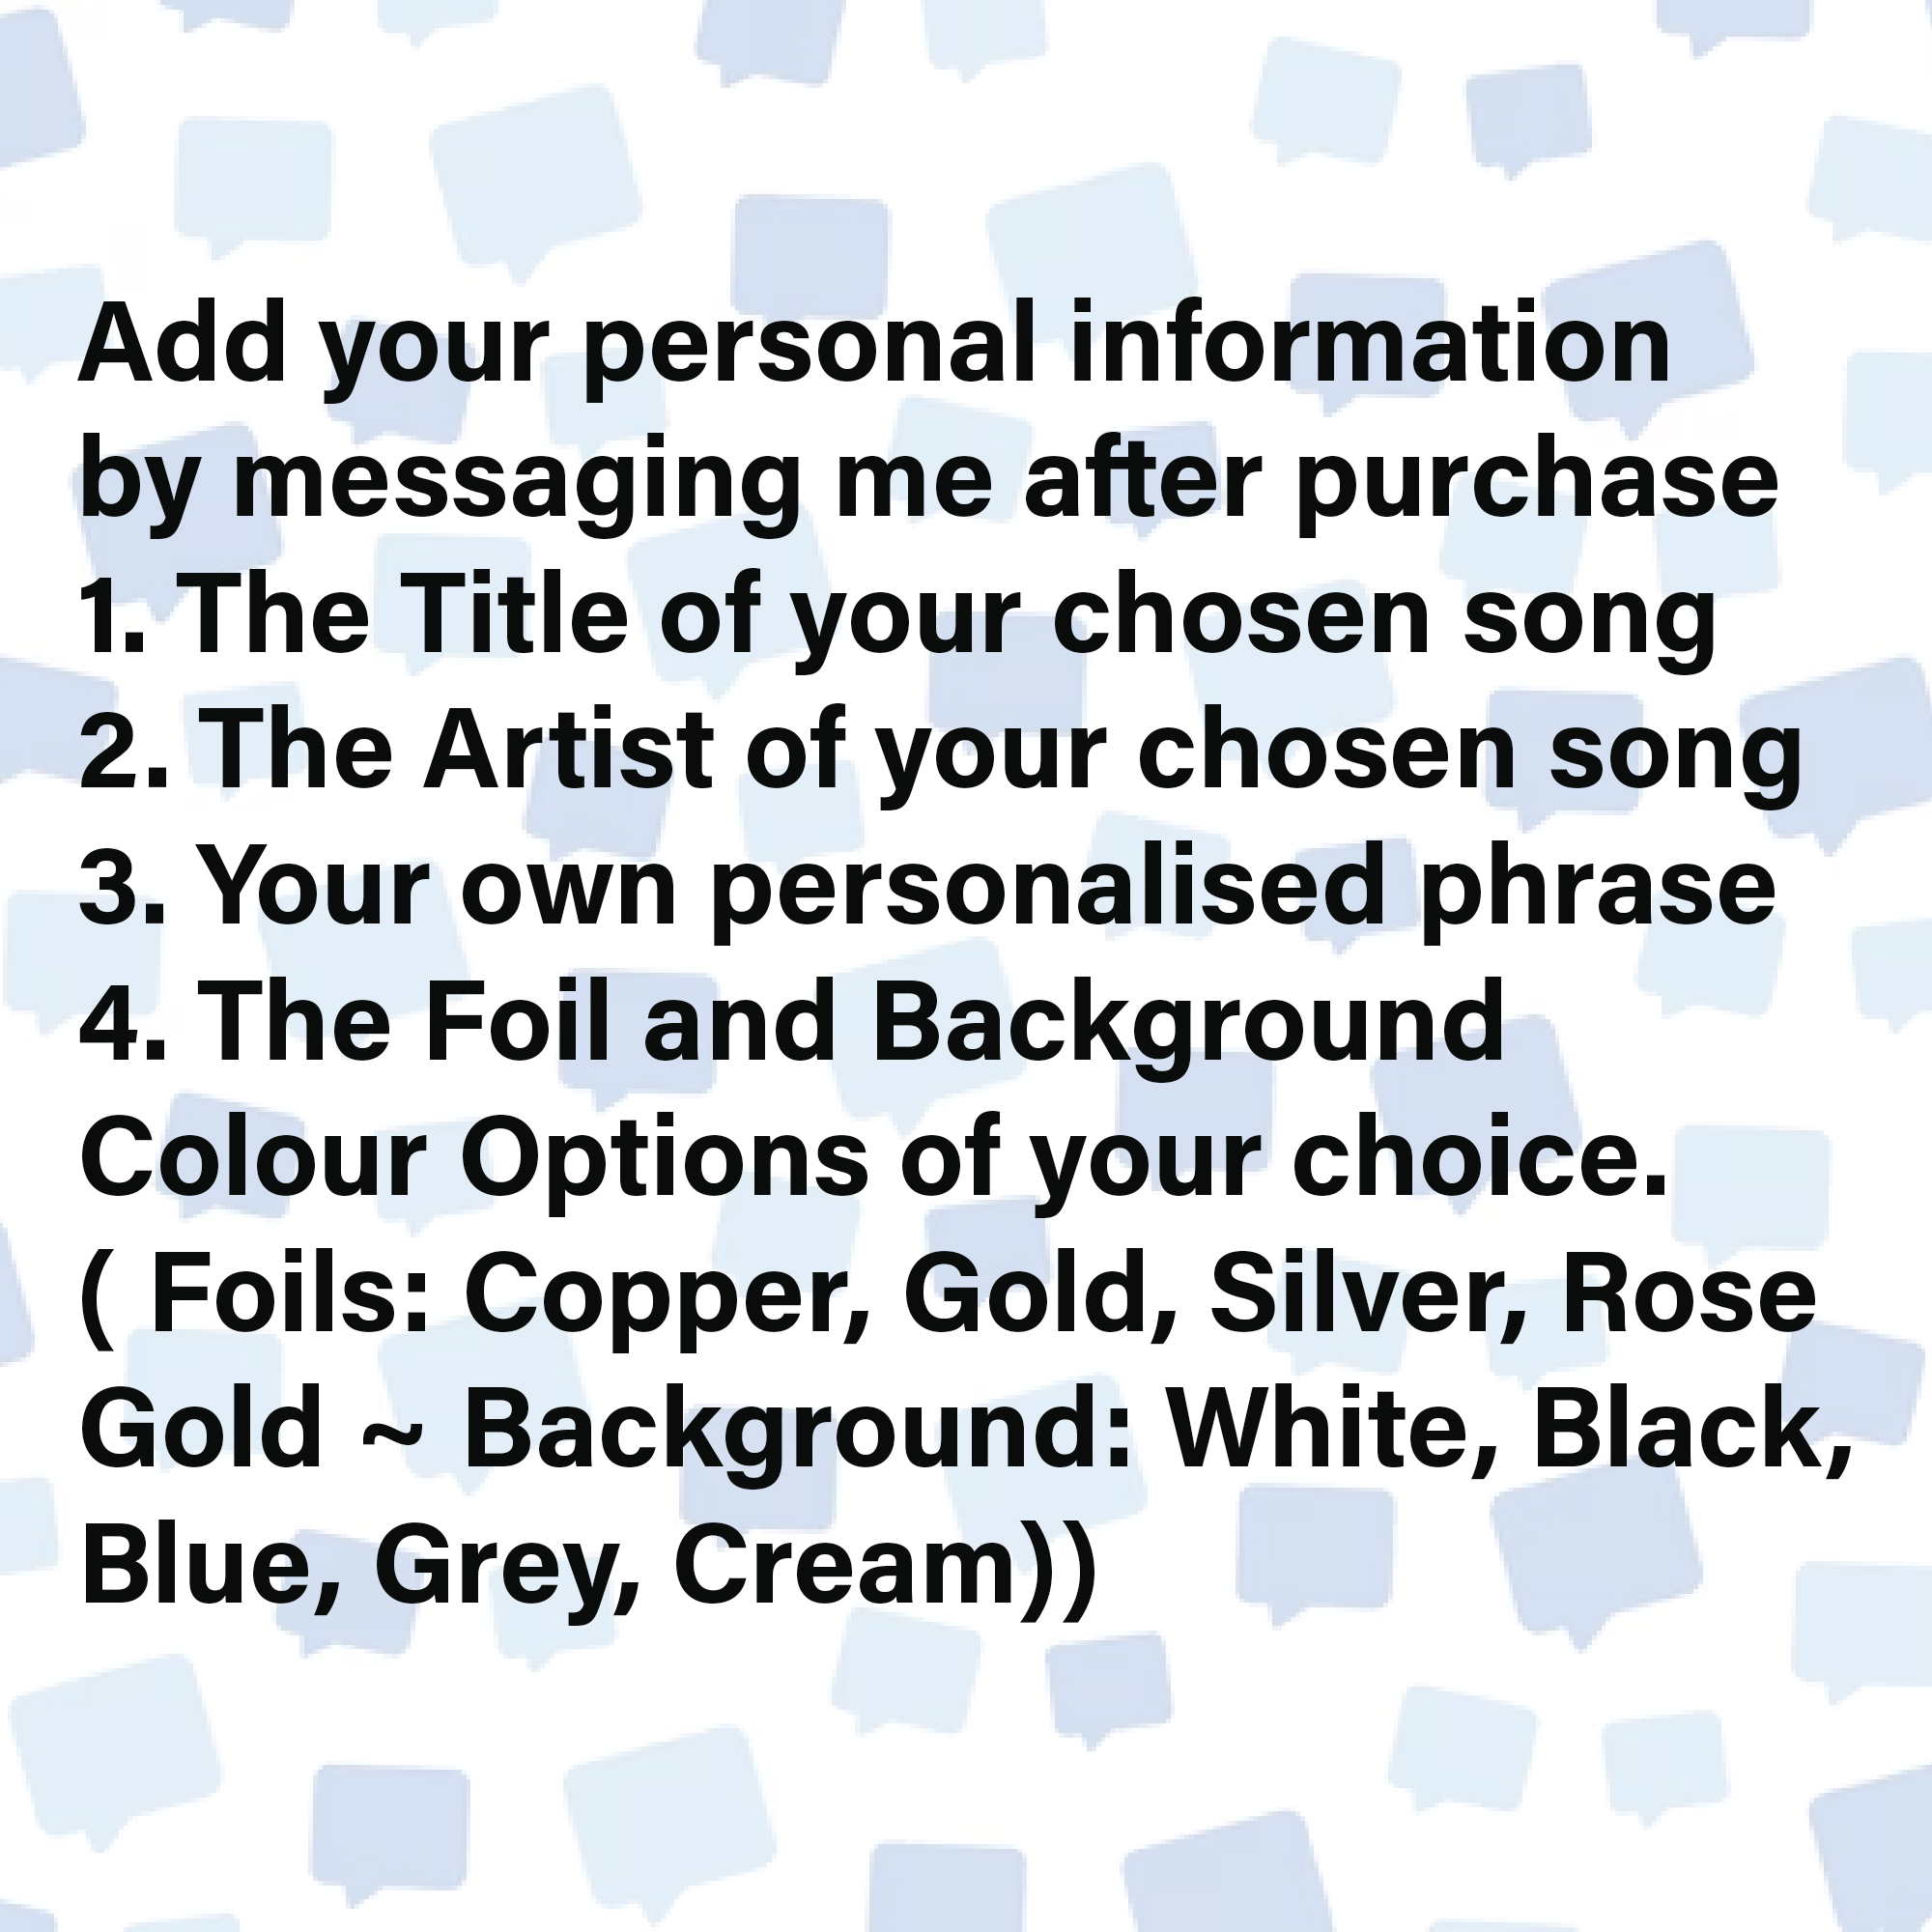 Add your personal information
by messaging me after purchase
1. The Title of your chosen song
2. The Artist of your chosen song
3. Your own personalised phrase
4. The Foil and Background
Colour Options of your choice.
( Foils: Copper, Gold, Silver, Rose
Gold ~ Background: White, Black,
Blue, Grey, Cream))